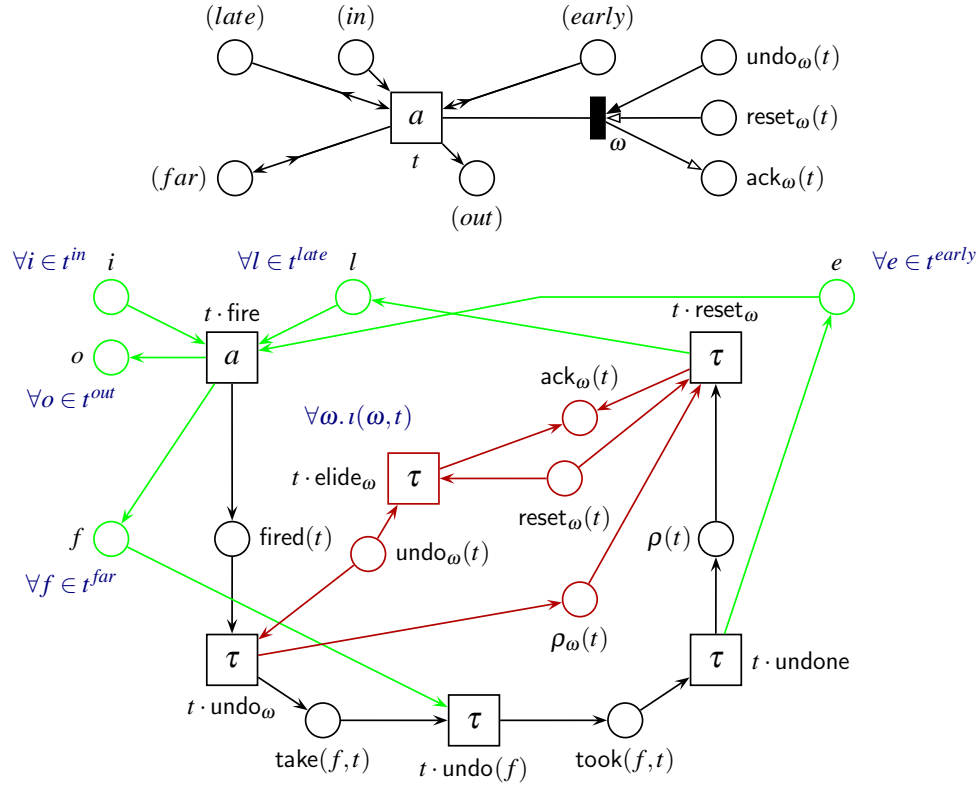 (late)
(in)
(early)
undo_ω(t)
a
reset_ω(t)
t
ω
(far)
ack_ω(t)
(out)
∀i ∈ t^in
i
∀l ∈ t^late
l
e
∀e ∈ t^early
t · fire
t · reset_ω
o
a
τ
∀o ∈ t^out
ack_ω(t)
∀ω. ι(ω,t)
t · elide_ω
τ
reset_ω(t)
f
fired(t)
undo_ω(t)
ρ(t)
∀f ∈ t^far
ρ_ω(t)
τ
τ
t · undone
t · undo_ω
τ
take(f,t)
t · undo(f)
took(f,t)